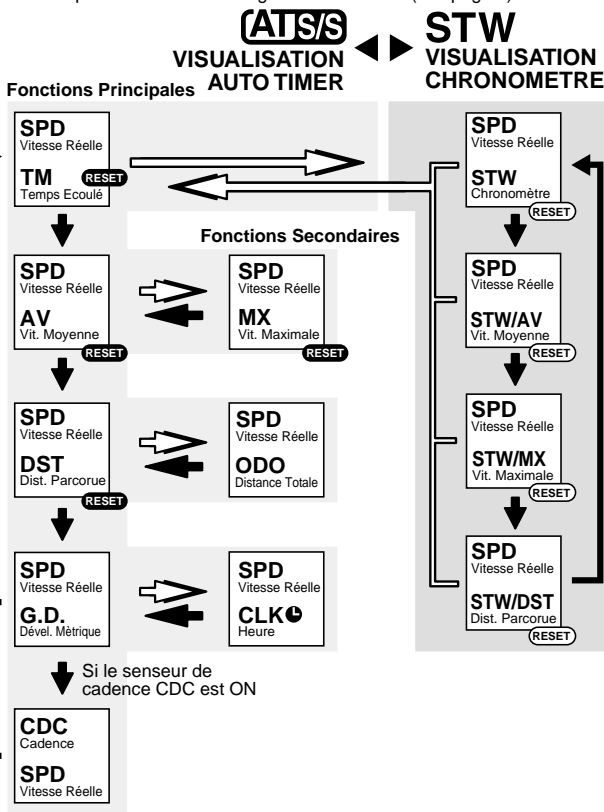 ATS/S
VISUALISATION
AUTO TIMER
STW
VISUALISATION
CHRONOMETRE
Fonctions Principales
SPD
Vitesse Réelle
TM
Temps Ecoulé
RESET
SPD
Vitesse Réelle
AV
Vit. Moyenne
RESET
SPD
Vitesse Réelle
DST
Dist. Parcorue
RESET
SPD
Vitesse Réelle
G.D.
Dével. Mètrique
Si le senseur de
cadence CDC est ON
CDC
Cadence
SPD
Vitesse Réelle
Fonctions Secondaires
SPD
Vitesse Réelle
MX
Vit. Maximale
RESET
SPD
Vitesse Réelle
ODO
Distance Totale
SPD
Vitesse Réelle
CLK
Heure
SPD
Vitesse Réelle
STW
Chronomètre
RESET
SPD
Vitesse Réelle
STW/AV
Vit. Moyenne
RESET
SPD
Vitesse Réelle
STW/MX
Vit. Maximale
RESET
SPD
Vitesse Réelle
STW/DST
Dist. Parcorue
RESET